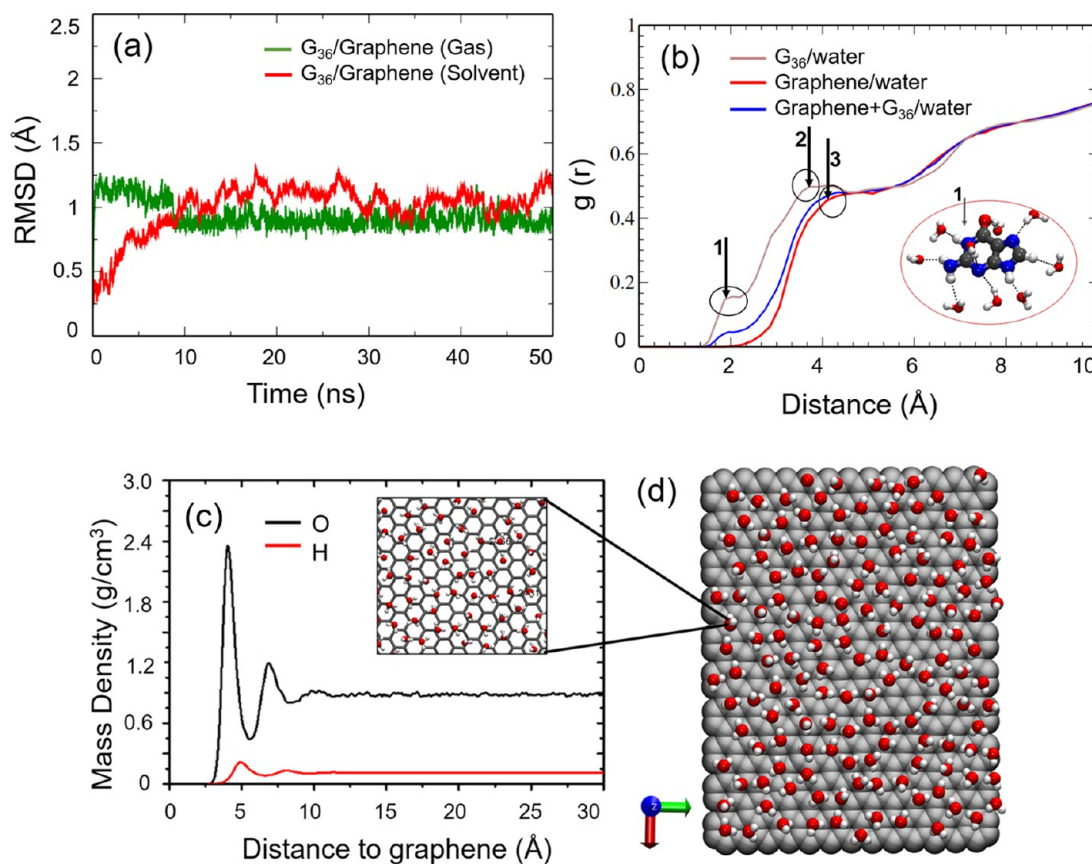 (a)
2.5
2
1.5
1
0.5
0
RMSD (Å)
G₃₆/Graphene (Gas)
G₃₆/Graphene (Solvent)
0 10 20 30 40 50
Time (ns)
(b)
1
0.8
0.6
0.4
0.2
0
g (r)
G₃₆/water
Graphene/water
Graphene+G₃₆/water
2
3
1
1
0 2 4 6 8 10
Distance (Å)
(c)
3.0
2.4
1.8
1.2
0.6
0
Mass Density (g/cm³)
O
H
0 5 10 15 20 25 30
Distance to graphene (Å)
(d)
z